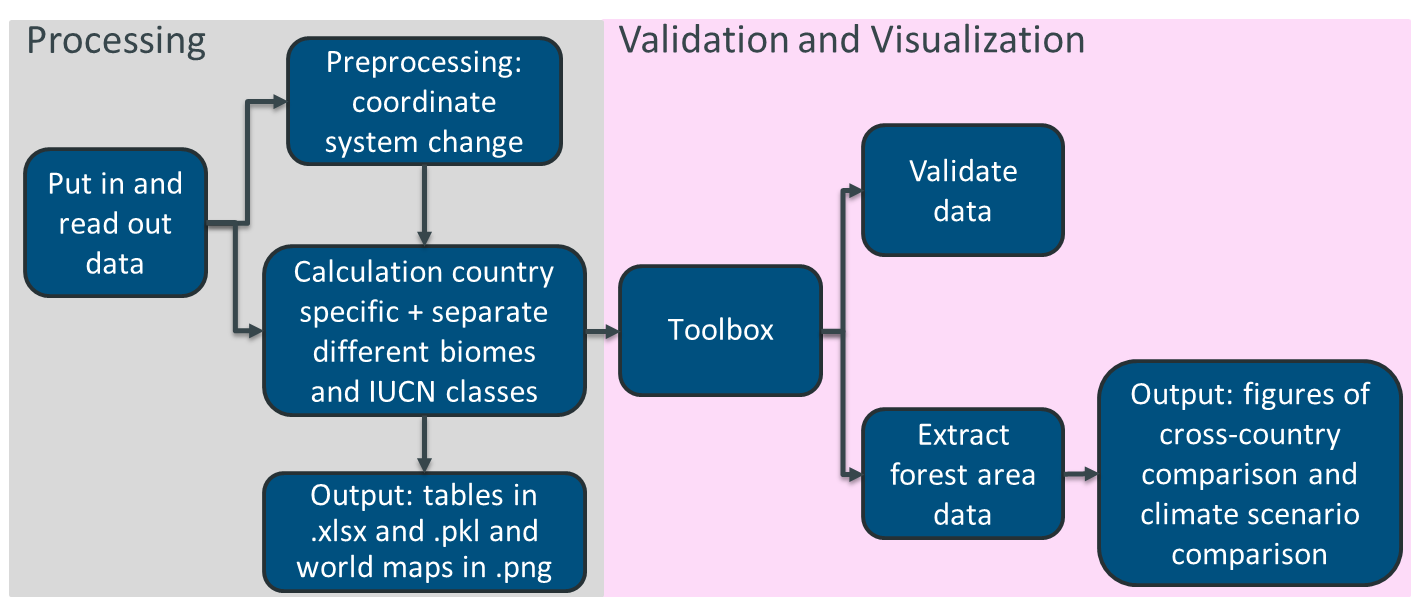 Processing
Preprocessing:
coordinate
system change
Put in and
read out
data
Calculation country
specific + separate
different biomes
and IUCN classes
Output: tables in
.xlsx and .pkl and
world maps in .png
Validation and Visualization
Toolbox
Validate
data
Extract
forest area
data
Output: figures of
cross-country
comparison and
climate scenario
comparison